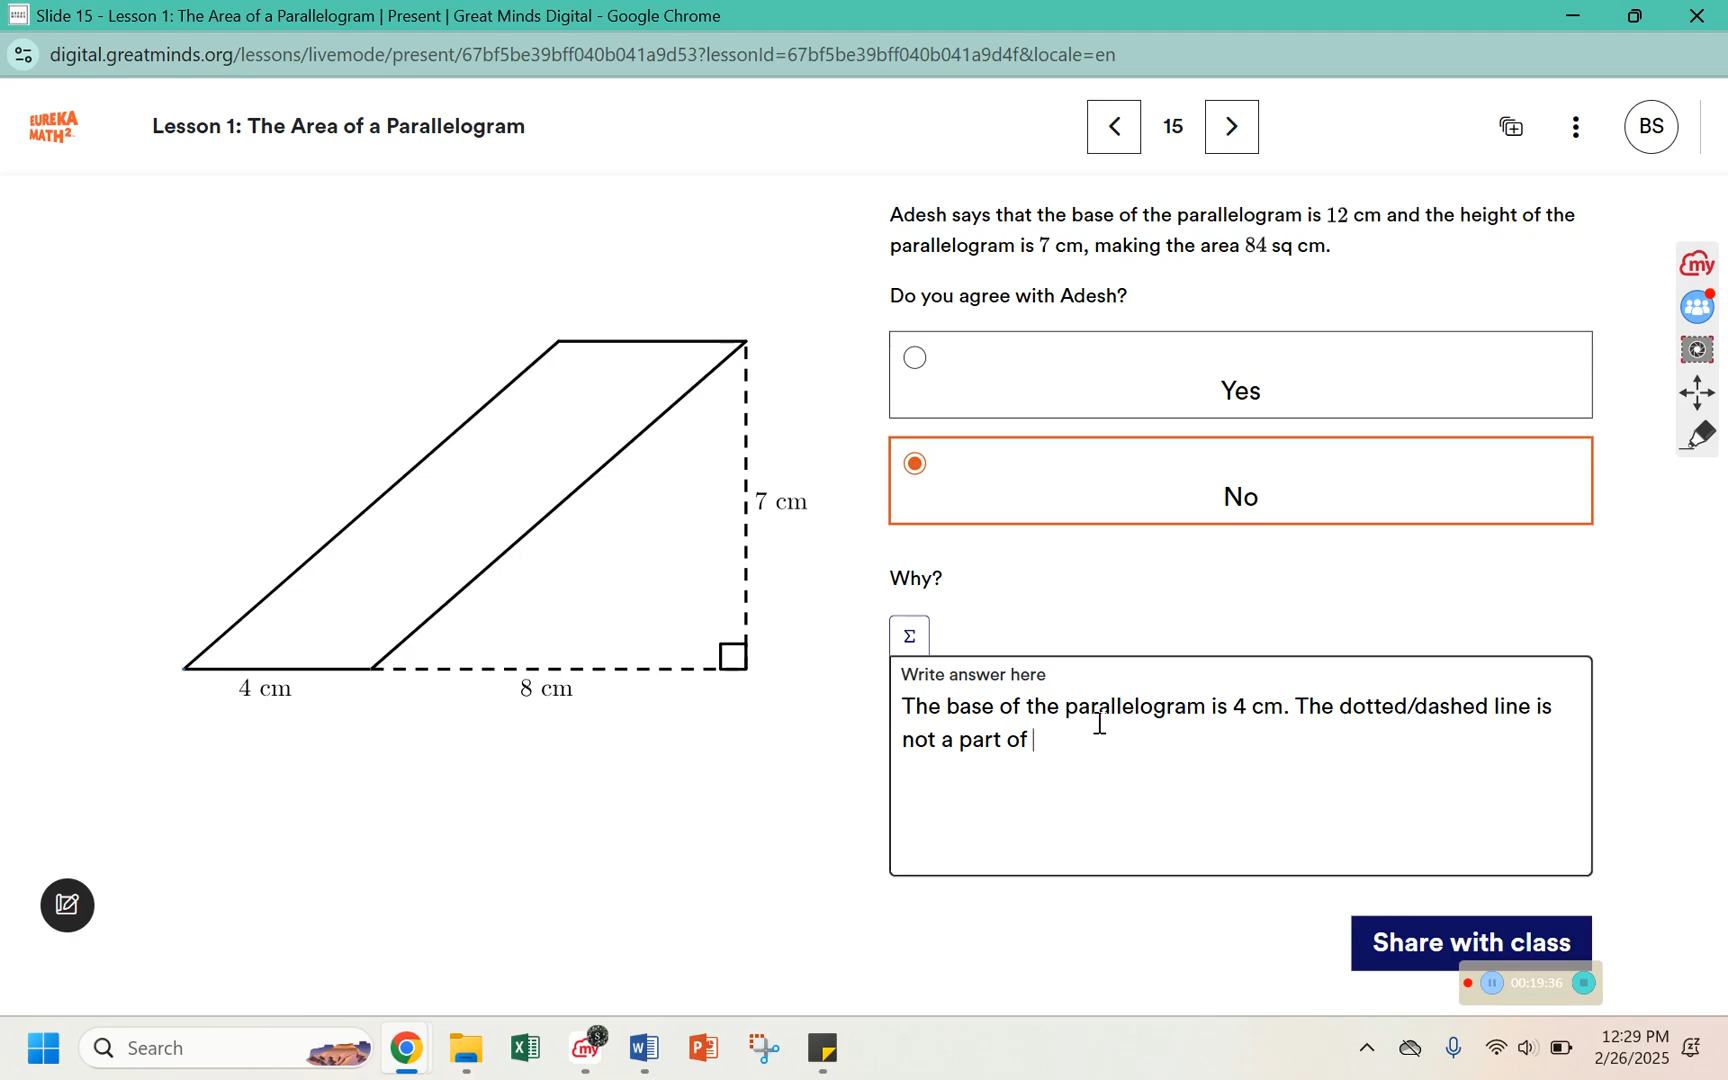 Slide 15 - Lesson 1: The Area of a Parallelogram | Present | Great Minds Digital - Google Chrome
digital.greatminds.org/lessons/livemode/present/67bf5be39bff040b041a9d53?lessonId=67bf5be39bff040b041a9d4f&locale=en
EUREKA
MATH²
Lesson 1: The Area of a Parallelogram
15
BS
Adesh says that the base of the parallelogram is 12 cm and the height of the
parallelogram is 7 cm, making the area 84 sq cm.
Do you agree with Adesh?
Yes
No
7 cm
4 cm
8 cm
Why?
Σ
Write answer here
The base of the parallelogram is 4 cm. The dotted/dashed line is
not a part of
Share with class
00:19:36
my
Search
my
S
12:29 PM
2/26/2025